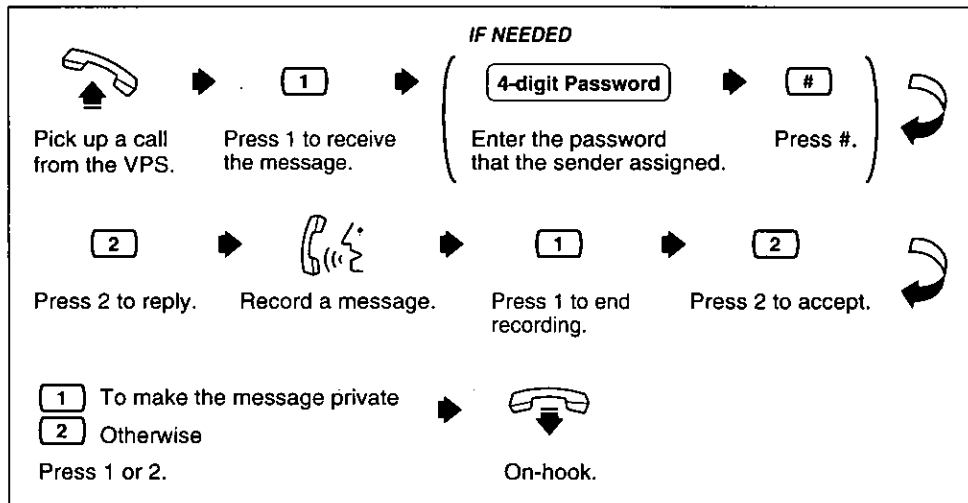 IF NEEDED
1
4-digit Password
#
Pick up a call
from the VPS.
Press 1 to receive
the message.
Enter the password
that the sender assigned.
Press #.
2
1
2
Press 2 to reply.
Record a message.
Press 1 to end
recording.
Press 2 to accept.
1 To make the message private
2 Otherwise
Press 1 or 2.
On-hook.